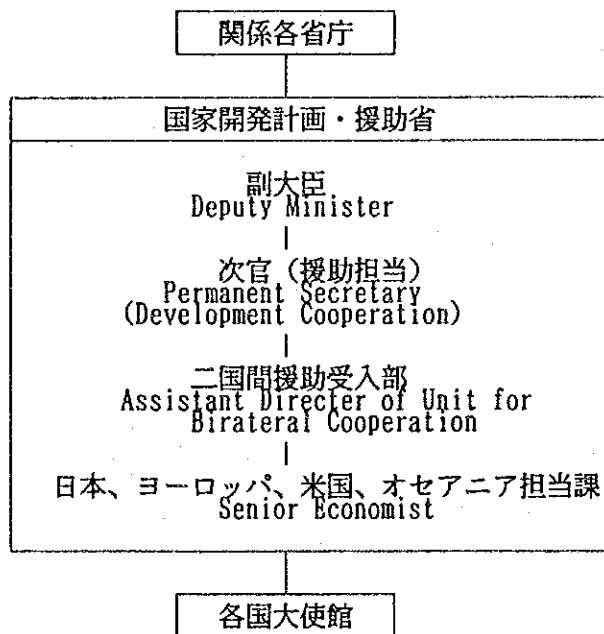 関係各省庁
国家開発計画・援助省
副大臣
Deputy Minister
次官（援助担当）
Permanent Secretary
(Development Cooperation)
二国間援助受入部
Assistant Directer of Unit for
Birateral Cooperation
日本、ヨーロッパ、米国、オセアニア担当課
Senior Economist
各国大使館